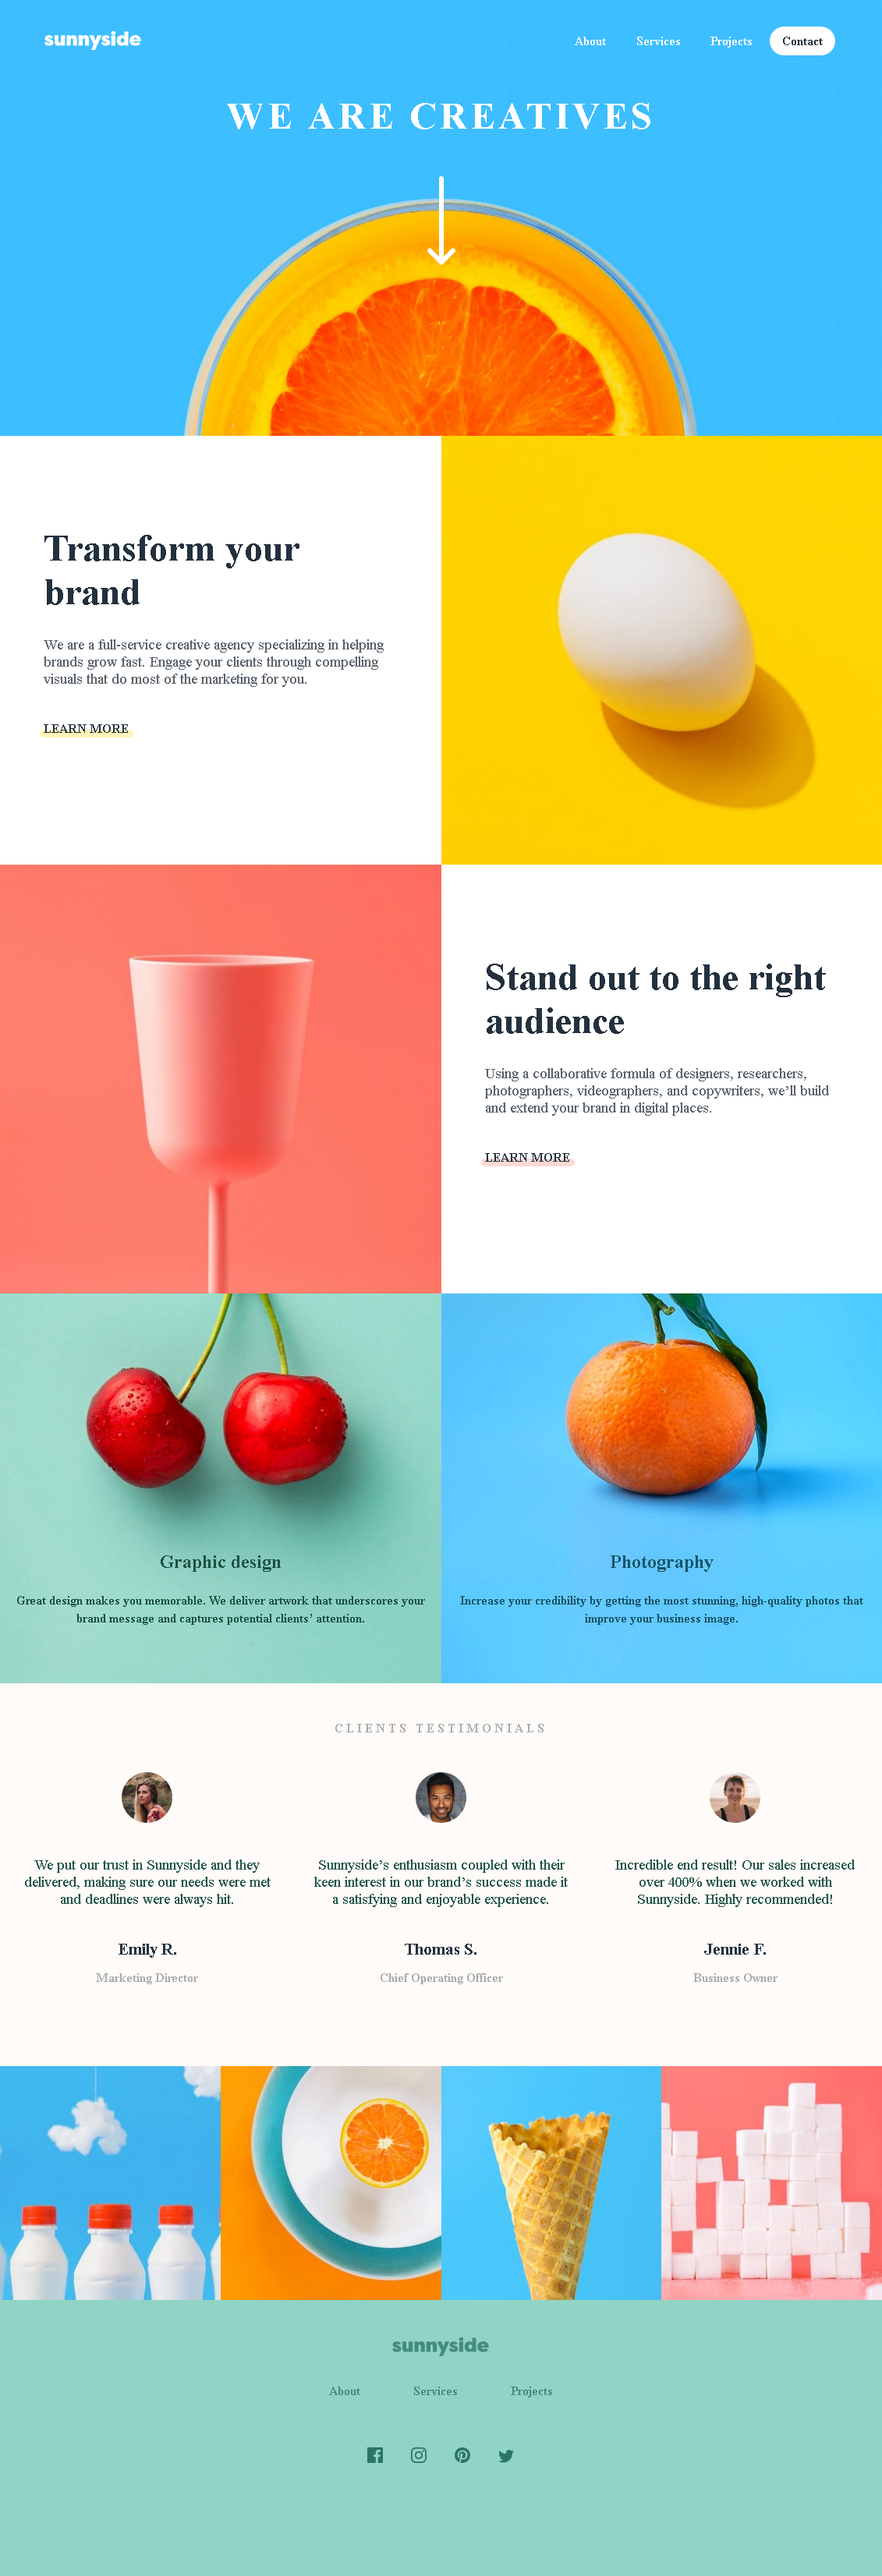 sunnyside
About Services Projects Contact
WE ARE CREATIVES
Transform your
brand
We are a full-service creative agency specializing in helping
brands grow fast. Engage your clients through compelling
visuals that do most of the marketing for you.
LEARN MORE
Stand out to the right
audience
Using a collaborative formula of designers, researchers,
photographers, videographers, and copywriters, we’ll build
and extend your brand in digital places.
LEARN MORE
Graphic design
Great design makes you memorable. We deliver artwork that underscores your
brand message and captures potential clients’ attention.
Photography
Increase your credibility by getting the most stunning, high-quality photos that
improve your business image.
CLIENTS TESTIMONIALS
We put our trust in Sunnyside and they
delivered, making sure our needs were met
and deadlines were always hit.
Emily R.
Marketing Director
Sunnyside’s enthusiasm coupled with their
keen interest in our brand’s success made it
a satisfying and enjoyable experience.
Thomas S.
Chief Operating Officer
Incredible end result! Our sales increased
over 400% when we worked with
Sunnyside. Highly recommended!
Jennie F.
Business Owner
sunnyside
About Services Projects